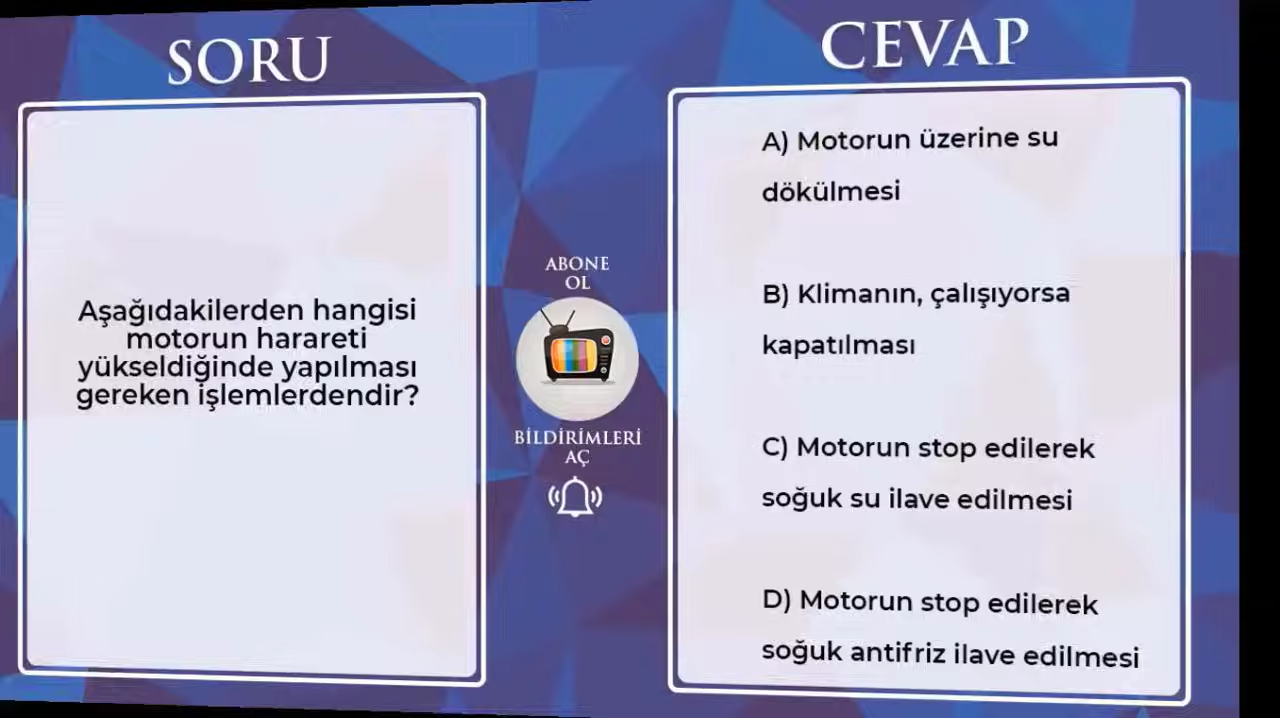 SORU
Aşağıdakilerden hangisi
motorun harareti
yükseldiğinde yapılması
gereken işlemlerdendir?
ABONE
OL
BİLDİRİMLERİ
AÇ
CEVAP
A) Motorun üzerine su
dökülmesi
B) Klimanın, çalışıyorsa
kapatılması
C) Motorun stop edilerek
soğuk su ilave edilmesi
D) Motorun stop edilerek
soğuk antifriz ilave edilmesi